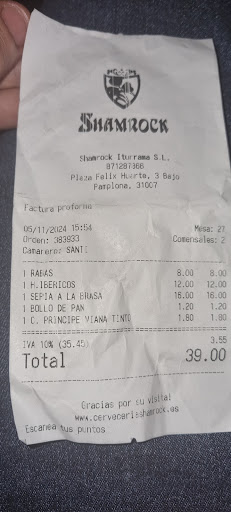 SHAMROCK
Shamrock Iturrama S.L.
871287366
Plaza Felix Huarte, 3 Bajo
Pamplona, 31007
Factura proforma
05/11/2024 15:54 Mesa: 27
Orden: 383933 Comensales: 2
Camarero: SANTI
1 RABAS 8.00 8.00
1 H.IBERICOS 12.00 12.00
1 SEPIA A LA BRASA 16.00 16.00
1 BOLLO DE PAN 1.20 1.20
1 C. PRINCIPE VIANA TINTO 1.80 1.80
IVA 10% (35.45) 3.55
Total 39.00
Gracias por su visita!
www.cerveceriashamrock.es
Escanea tus puntos